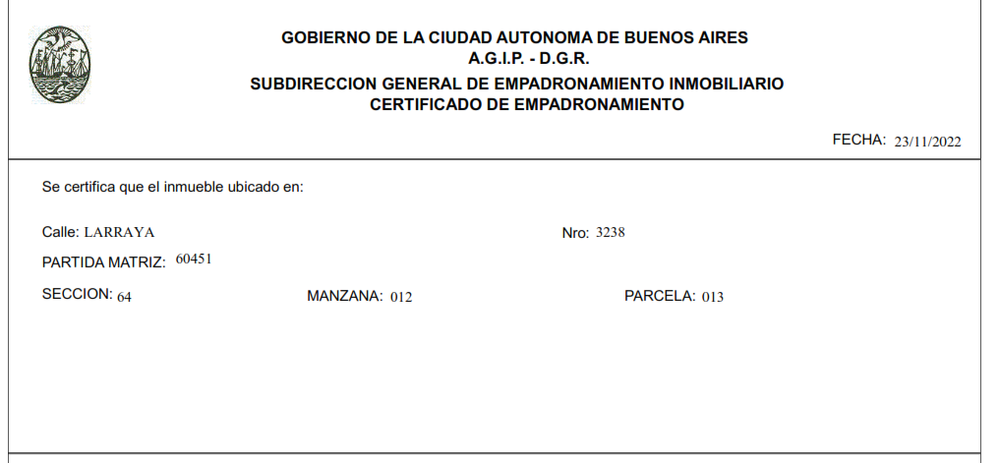 GOBIERNO DE LA CIUDAD AUTONOMA DE BUENOS AIRES
A.G.I.P. - D.G.R.
SUBDIRECCION GENERAL DE EMPADRONAMIENTO INMOBILIARIO
CERTIFICADO DE EMPADRONAMIENTO
FECHA: 23/11/2022
Se certifica que el inmueble ubicado en:
Calle: LARRAYA Nro: 3238
PARTIDA MATRIZ: 60451
SECCION: 64 MANZANA: 012 PARCELA: 013